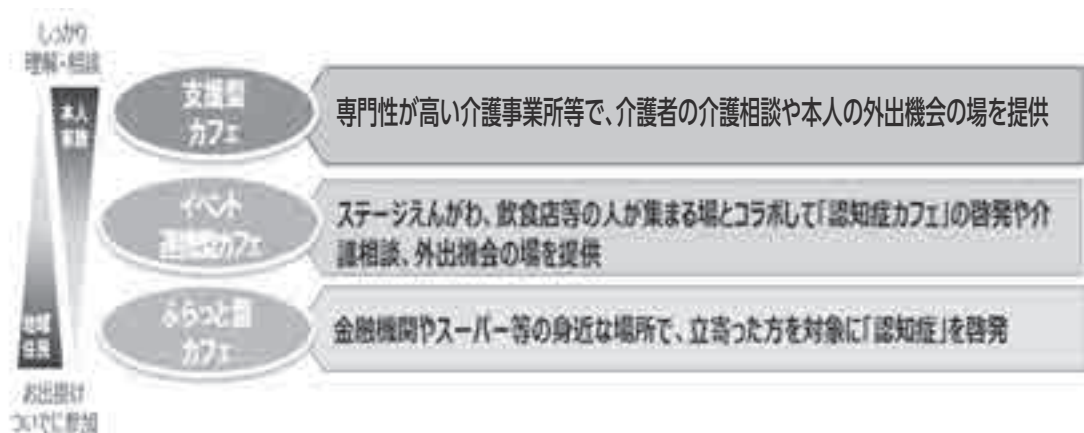 しっかり
理解・相談
本人
家族
支援型
カフェ
専門性が高い介護事業所等で、介護者の介護相談や本人の外出機会の場を提供
イベント
カフェ
ステージえんがわ、飲食店等の人が集まる場とコラボして「認知症カフェ」の啓発や介
護相談、外出機会の場を提供
ふらっと型
カフェ
金融機関やスーパー等の身近な場所で、立寄った方を対象に「認知症」を啓発
地域
住民
お出掛け
ついでに参加